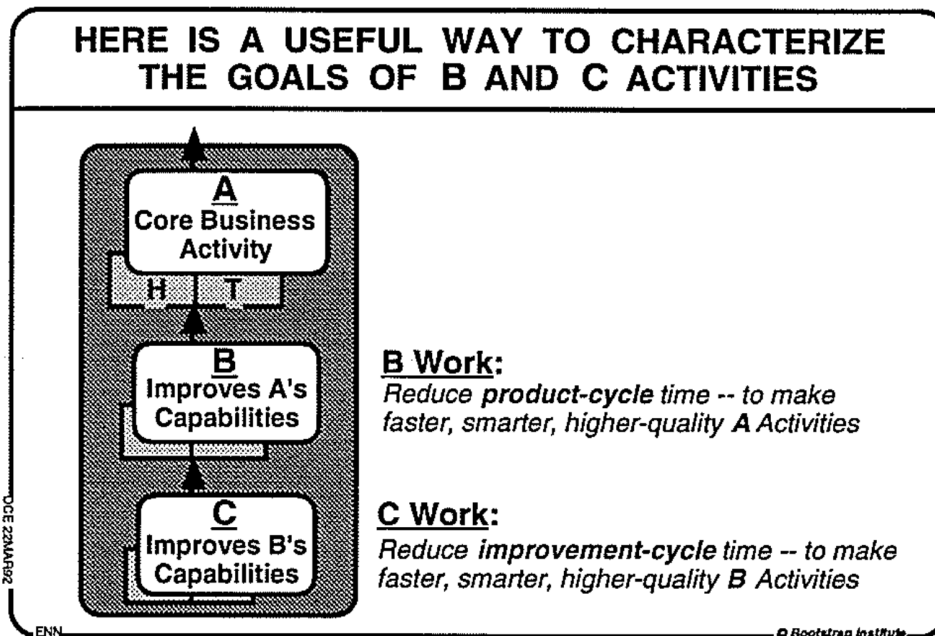 HERE IS A USEFUL WAY TO CHARACTERIZE
THE GOALS OF B AND C ACTIVITIES
A
Core Business
Activity
H T
B
Improves A's
Capabilities
B Work:
Reduce product-cycle time -- to make
faster, smarter, higher-quality A Activities
C
Improves B's
Capabilities
C Work:
Reduce improvement-cycle time -- to make
faster, smarter, higher-quality B Activities
DCE 22MAR92
ENN
© Bootstrap Institute